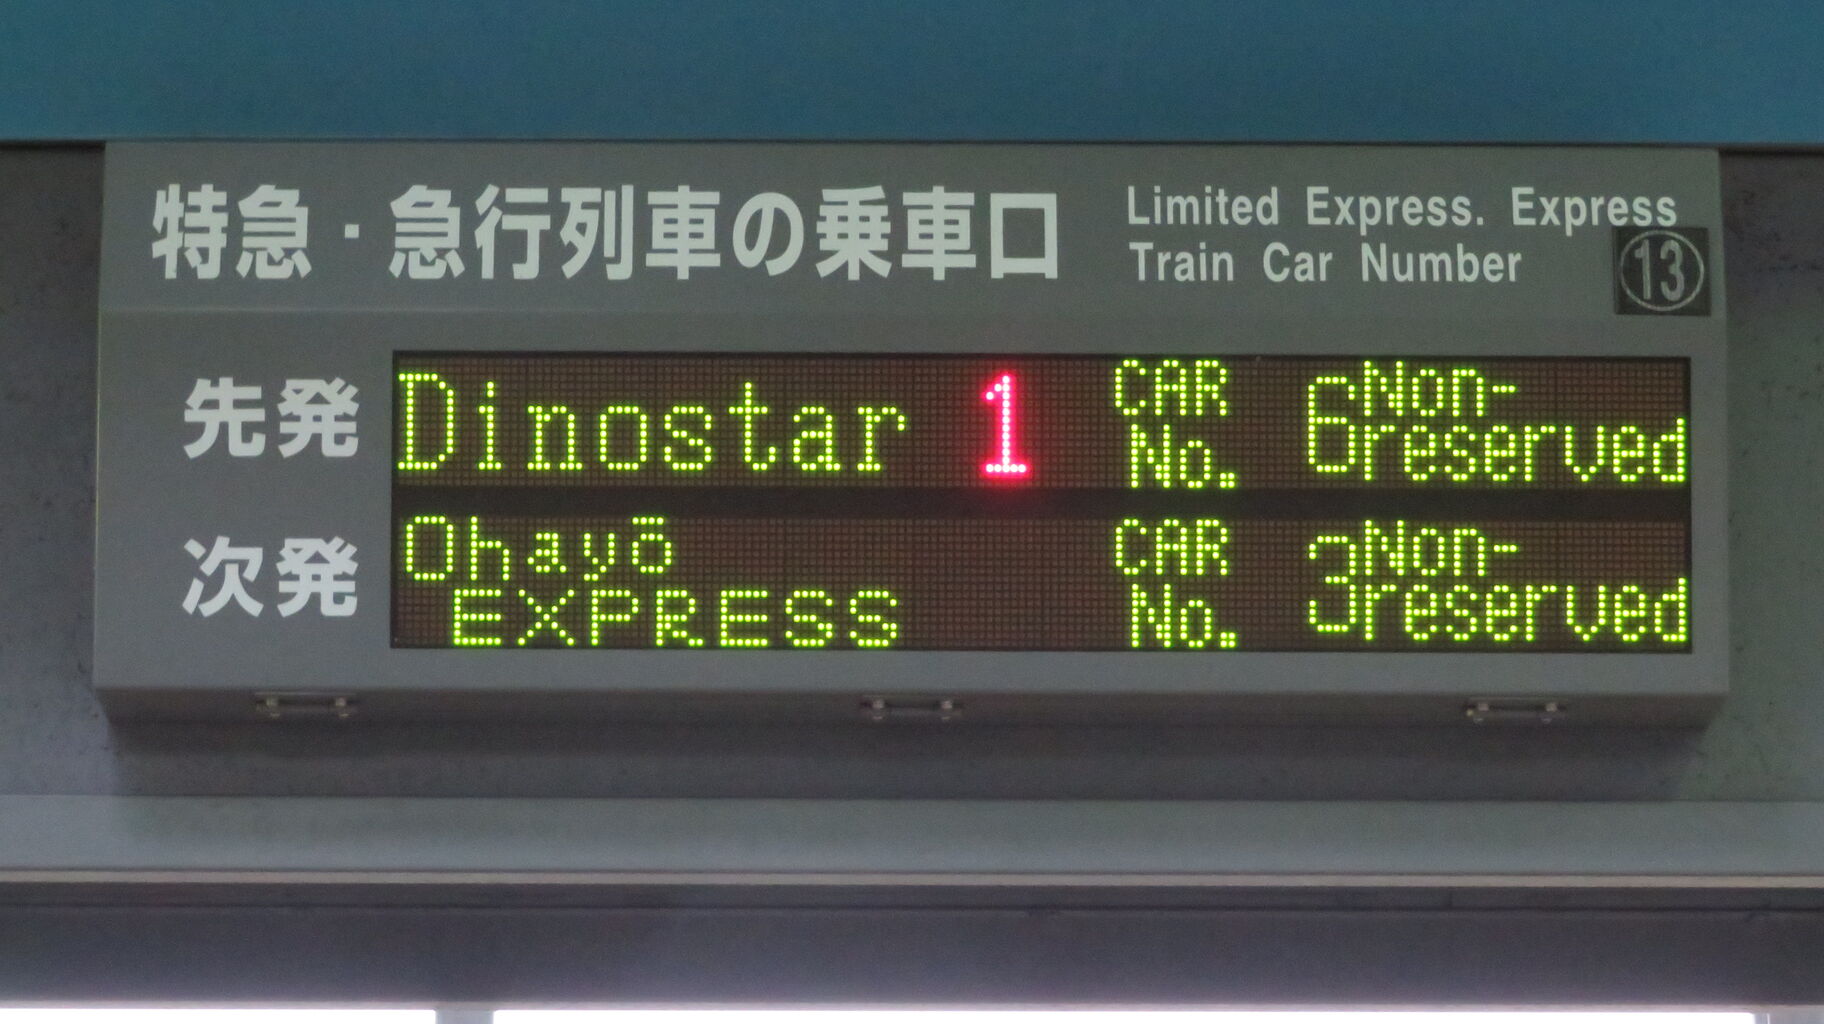 特急・急行列車の乗車口
Limited Express. Express
Train Car Number
⑬
先発 Dinostar 1 CAR No. 6 Non-reserved
次発 Ohayō EXPRESS CAR No. 3 Non-reserved